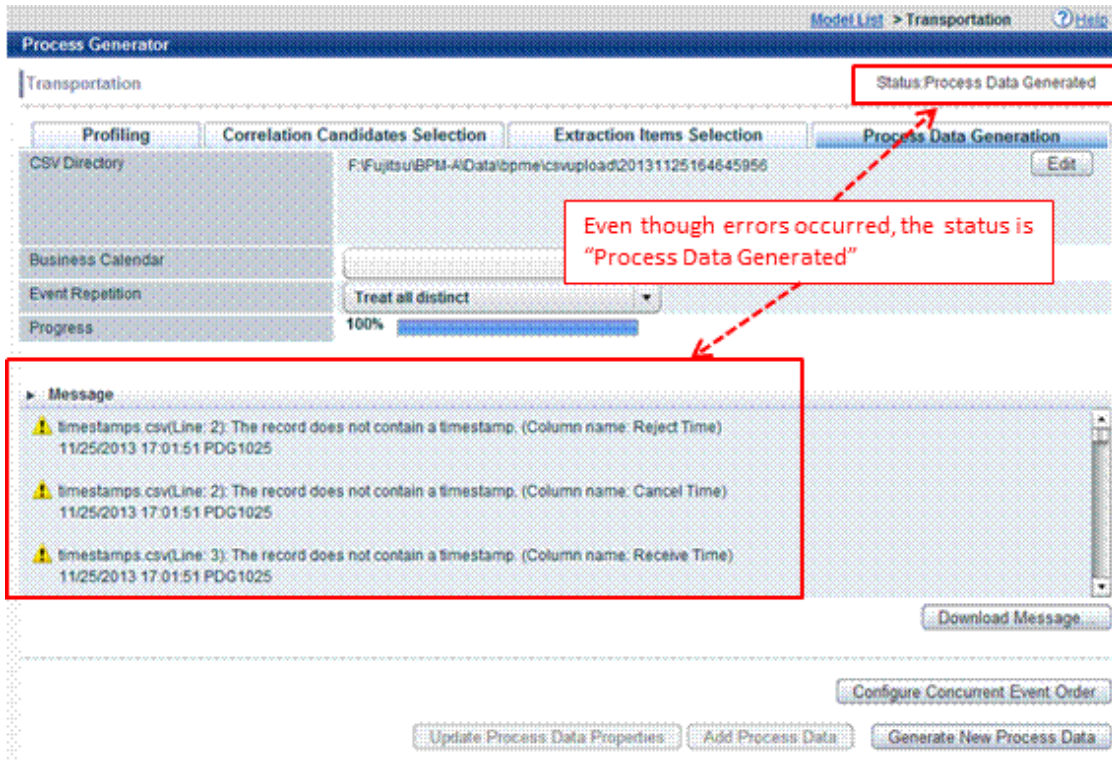 Model List > Transportation ?Help
Process Generator
Transportation
Status:Process Data Generated
Profiling Correlation Candidates Selection Extraction Items Selection Process Data Generation
CSV Directory F:\Fujitsu\BPM-A\Data\bpme\csvupload\20131125164645956 Edit
Even though errors occurred, the status is
“Process Data Generated”
Business Calendar
Event Repetition Treat all distinct
Progress 100%
Message
timestamps.csv(Line: 2): The record does not contain a timestamp. (Column name: Reject Time)
11/25/2013 17:01:51 PDG1025
timestamps.csv(Line: 2): The record does not contain a timestamp. (Column name: Cancel Time)
11/25/2013 17:01:51 PDG1025
timestamps.csv(Line: 3): The record does not contain a timestamp. (Column name: Receive Time)
11/25/2013 17:01:51 PDG1025
Download Message
Configure Concurrent Event Order
Update Process Data Properties Add Process Data Generate New Process Data